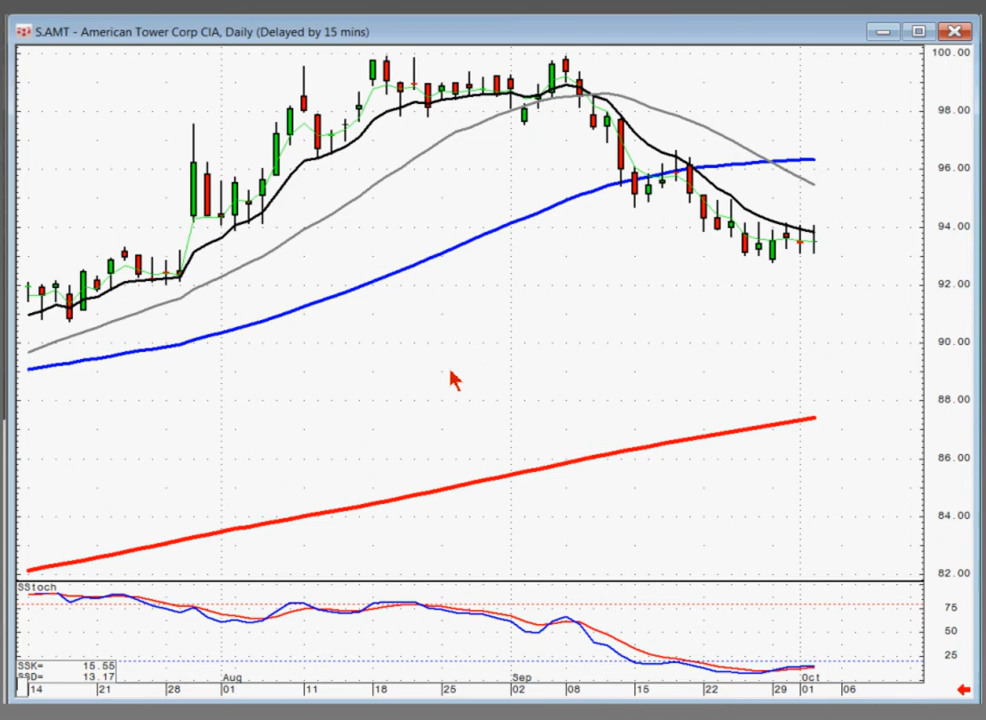 S.AMT - American Tower Corp CIA, Daily (Delayed by 15 mins)
100.00
98.00
96.00
94.00
92.00
90.00
88.00
86.00
84.00
82.00
SStoch
75
50
25
SSK= 15.55
SSD= 13.17
Aug Sep Oct
14 21 28 01 11 18 25 02 08 15 22 29 01 06